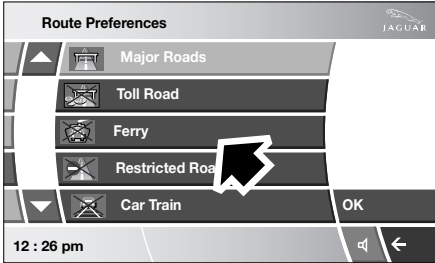 Route Preferences
JAGUAR
Major Roads
Toll Road
Ferry
Restricted Roa
Car Train
OK
12 : 26 pm